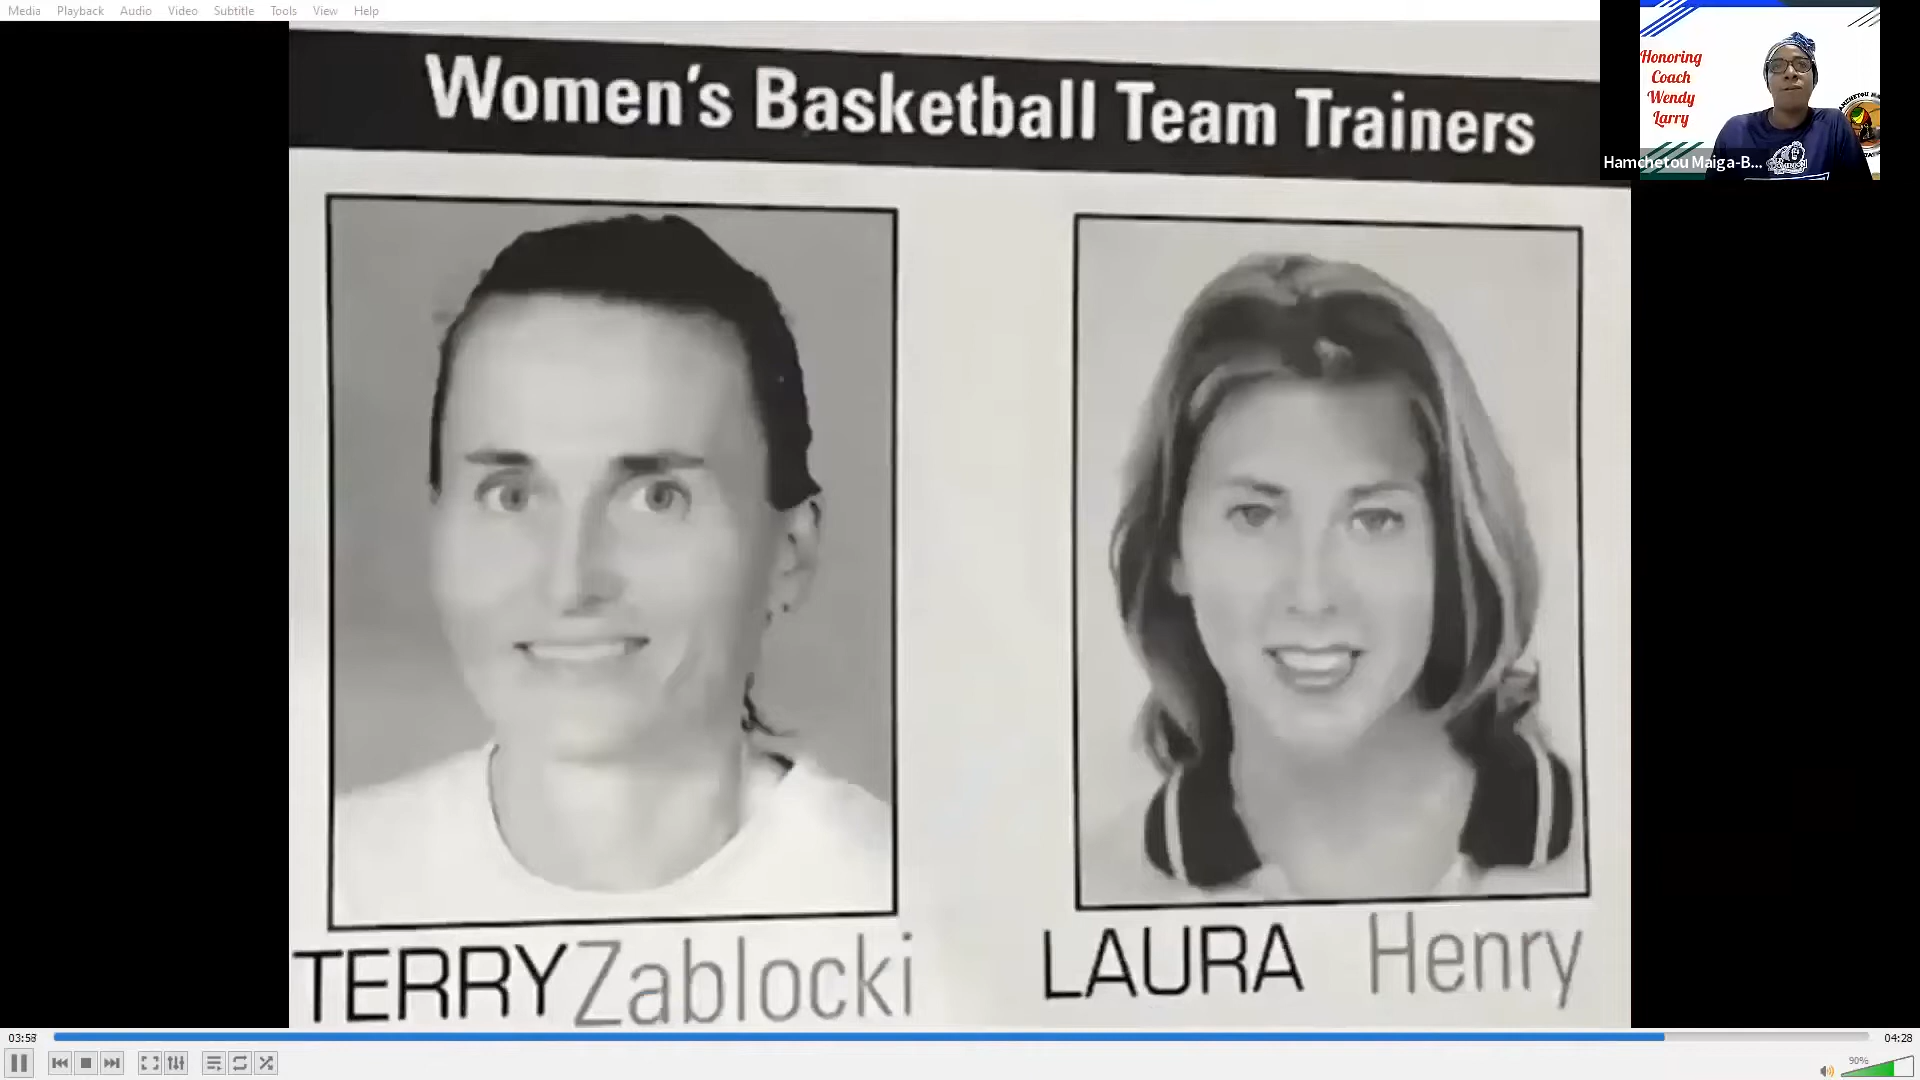 Media Playback Audio Video Subtitle Tools View Help
Women's Basketball Team Trainers
Honoring
Coach
Wendy
Larry
Hamchetou Maiga-B...
TERRY Zablocki
LAURA Henry
03:58
04:28
90%